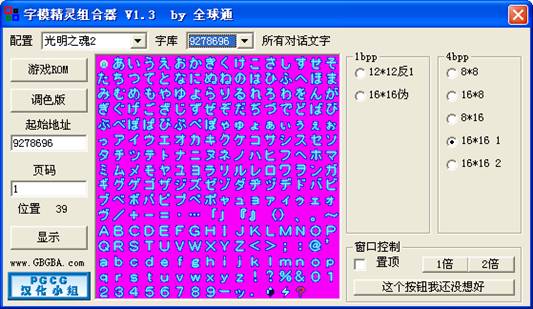 字模精灵组合器 V1.3  by 全球通
配置 光明之魂2 字库 9278696 所有对话文字
游戏ROM
调色版
起始地址
9278696
页码
1
位置 39
显示
www.GBGBA.com
PGCG
汉化小组
あいうえおかきくけこさしすせそ
たちつてとなにぬねのはひふへほま
みむめもやゆよらりるれろわをんが
ぎぐげござじずぜぞだぢづでどばび
ぶべぼぱぴぷぺぽゃゅょぁぃぅぇぉ
っアイウエオカキクケコサシスセソ
タチツテトナニヌネノハヒフヘホマ
ミムメモヤユヨラリルレロワヲンガ
ギグゲゴザジズゼゾダヂヅデドバビ
ブベボパピプペポャュョァィゥェォ
ヴ/+-=・…「」『』()、。~
ABCDEFGHIJKLMNOP
QRSTUVWXYZ<>:;@'
abcdefghijklmnop
qrstuvwxyz!?%&01
23456789ーッ.
1bpp
12*12反1
16*16伪
4bpp
8*8
16*8
8*16
16*16 1
16*16 2
窗口控制
置顶 1倍 2倍
这个按钮我还没想好